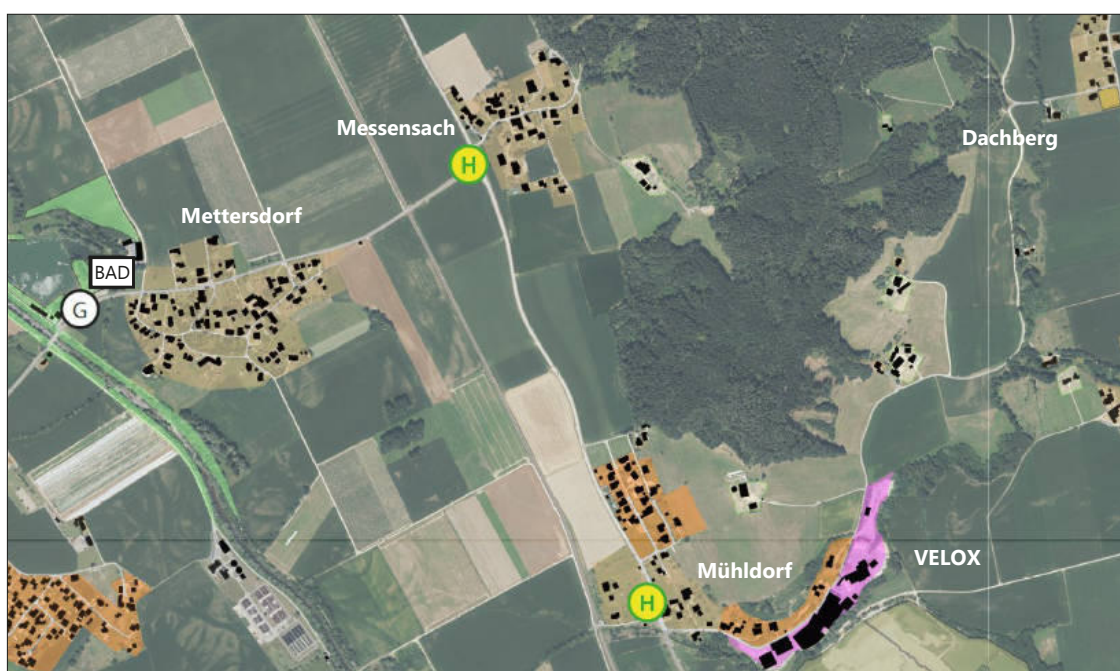 Messensach
H
Dachberg
Mettersdorf
BAD
G
VELOX
Mühldorf
H